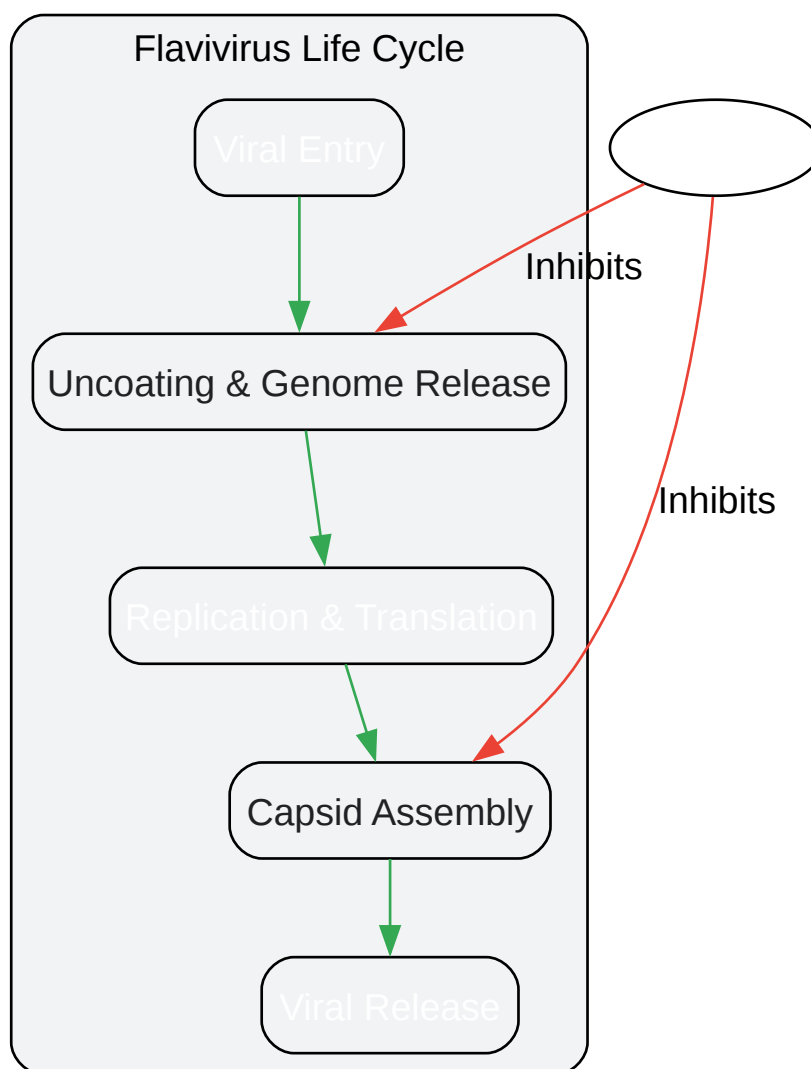 Flavivirus Life Cycle
Viral Entry
Inhibits
Uncoating & Genome Release
Inhibits
Replication & Translation
Capsid Assembly
Viral Release